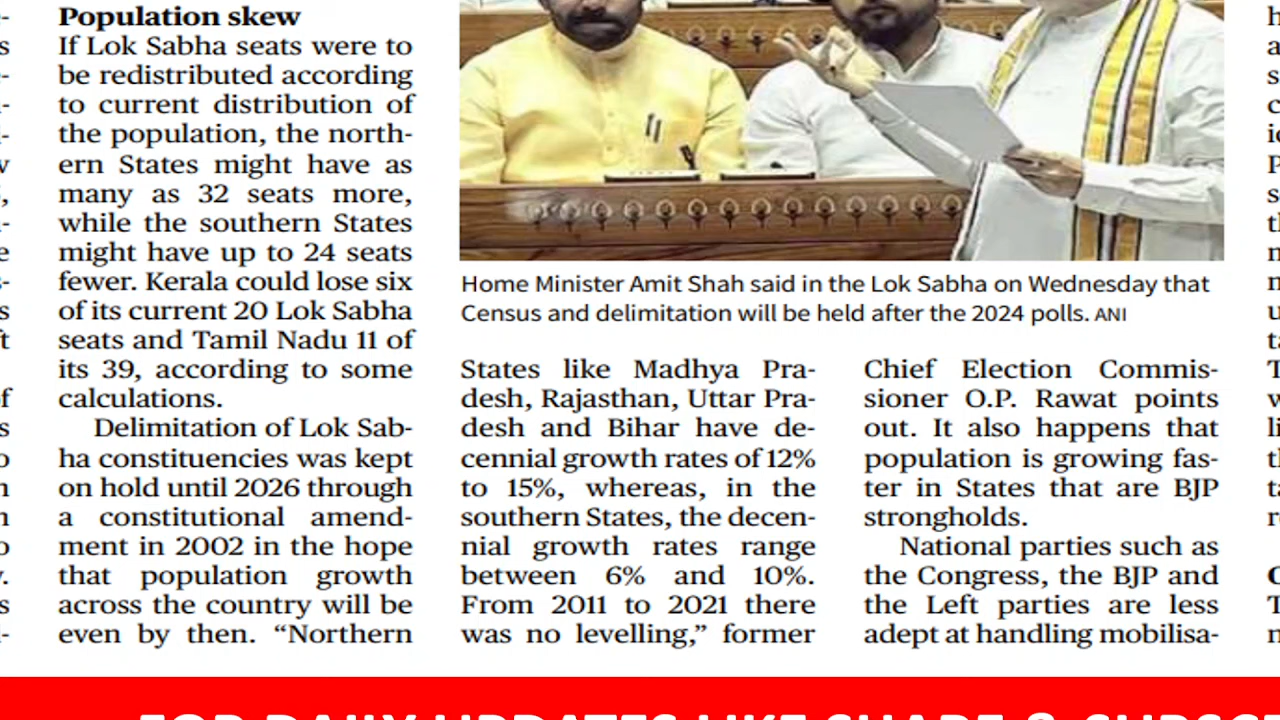 Population skew
If Lok Sabha seats were to
be redistributed according
to current distribution of
the population, the north-
ern States might have as
many as 32 seats more,
while the southern States
might have up to 24 seats
fewer. Kerala could lose six
of its current 20 Lok Sabha
seats and Tamil Nadu 11 of
its 39, according to some
calculations.
Delimitation of Lok Sab-
ha constituencies was kept
on hold until 2026 through
a constitutional amend-
ment in 2002 in the hope
that population growth
across the country will be
even by then. “Northern
Home Minister Amit Shah said in the Lok Sabha on Wednesday that
Census and delimitation will be held after the 2024 polls. ANI
States like Madhya Pra-
desh, Rajasthan, Uttar Pra-
desh and Bihar have de-
cennial growth rates of 12%
to 15%, whereas, in the
southern States, the decen-
nial growth rates range
between 6% and 10%.
From 2011 to 2021 there
was no levelling,” former
Chief Election Commis-
sioner O.P. Rawat points
out. It also happens that
population is growing fas-
ter in States that are BJP
strongholds.
National parties such as
the Congress, the BJP and
the Left parties are less
adept at handling mobilisa-
FOR DAILY UPDATES LIKE SHARE &